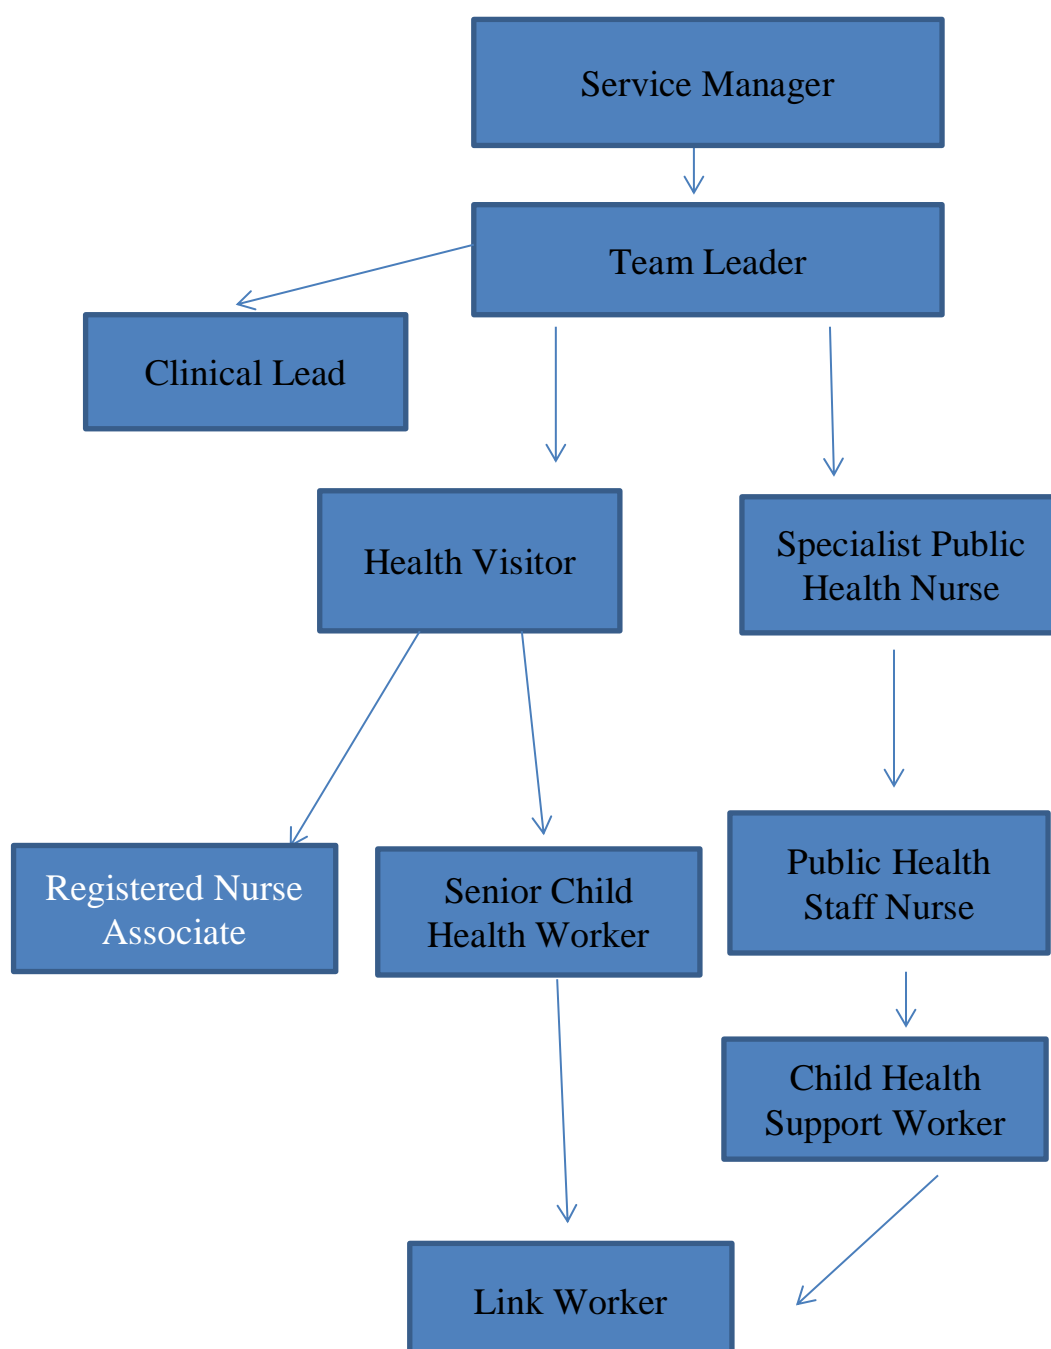 Service Manager
Team Leader
Clinical Lead
Health Visitor
Specialist Public
Health Nurse
Registered Nurse
Associate
Senior Child
Health Worker
Public Health
Staff Nurse
Child Health
Support Worker
Link Worker